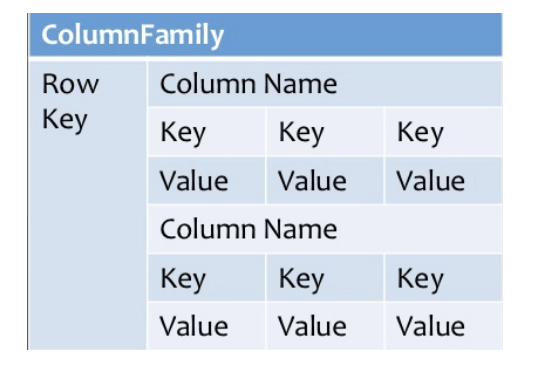 ColumnFamily
Row Key
Column Name
Key Key Key
Value Value Value
Column Name
Key Key Key
Value Value Value